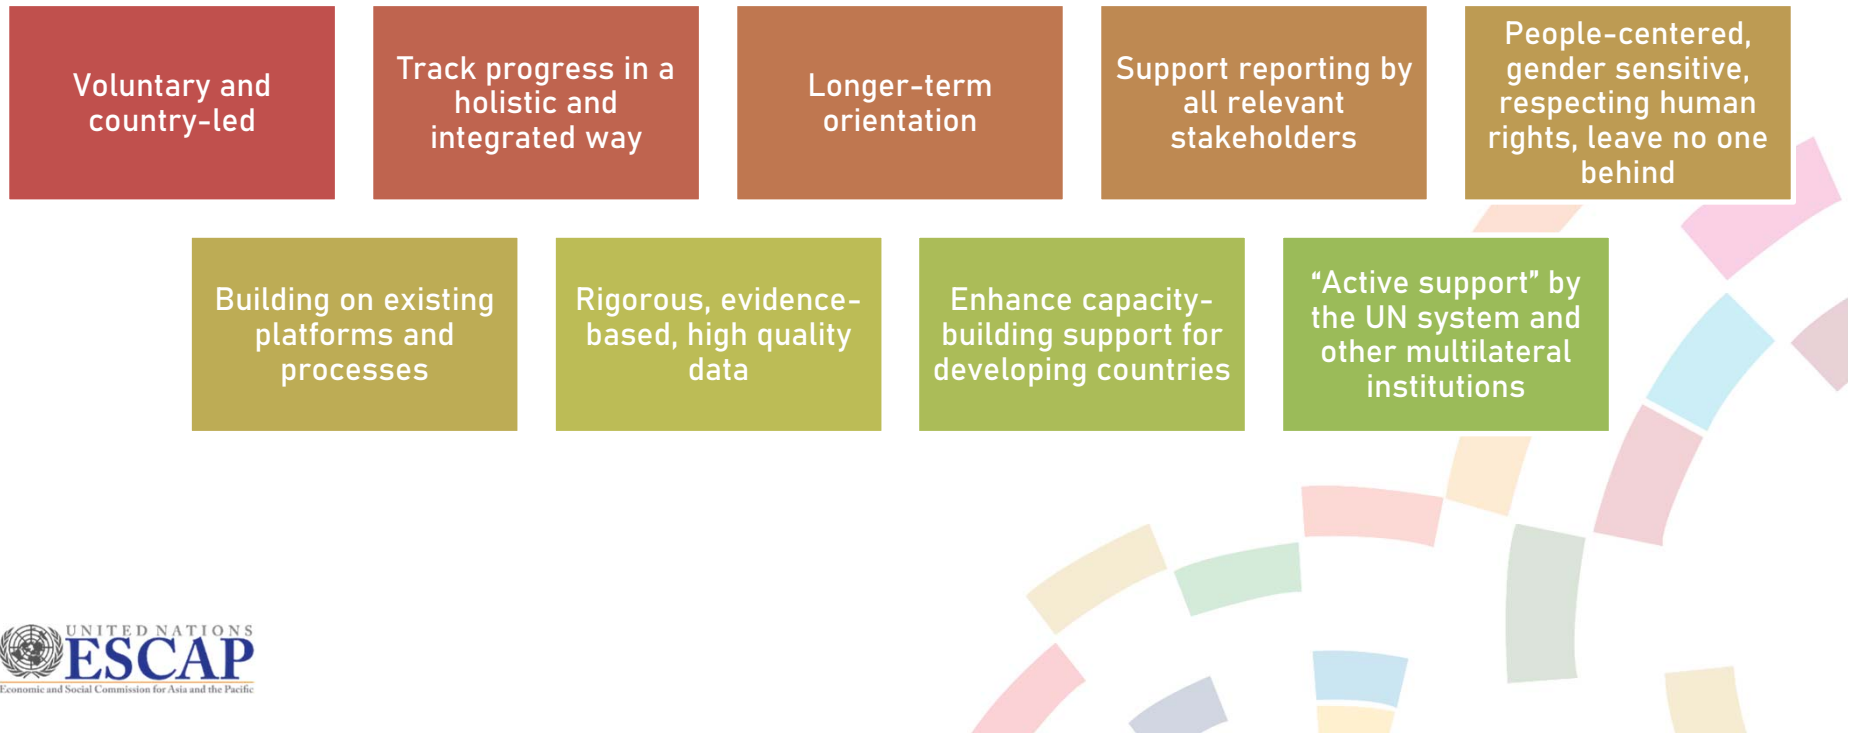 Voluntary and
country-led
Track progress in a
holistic and
integrated way
Longer-term
orientation
Support reporting by
all relevant
stakeholders
People-centered,
gender sensitive,
respecting human
rights, leave no one
behind
Building on existing
platforms and
processes
Rigorous, evidence-
based, high quality
data
Enhance capacity-
building support for
developing countries
“Active support” by
the UN system and
other multilateral
institutions
UNITED NATIONS
ESCAP
Economic and Social Commission for Asia and the Pacific